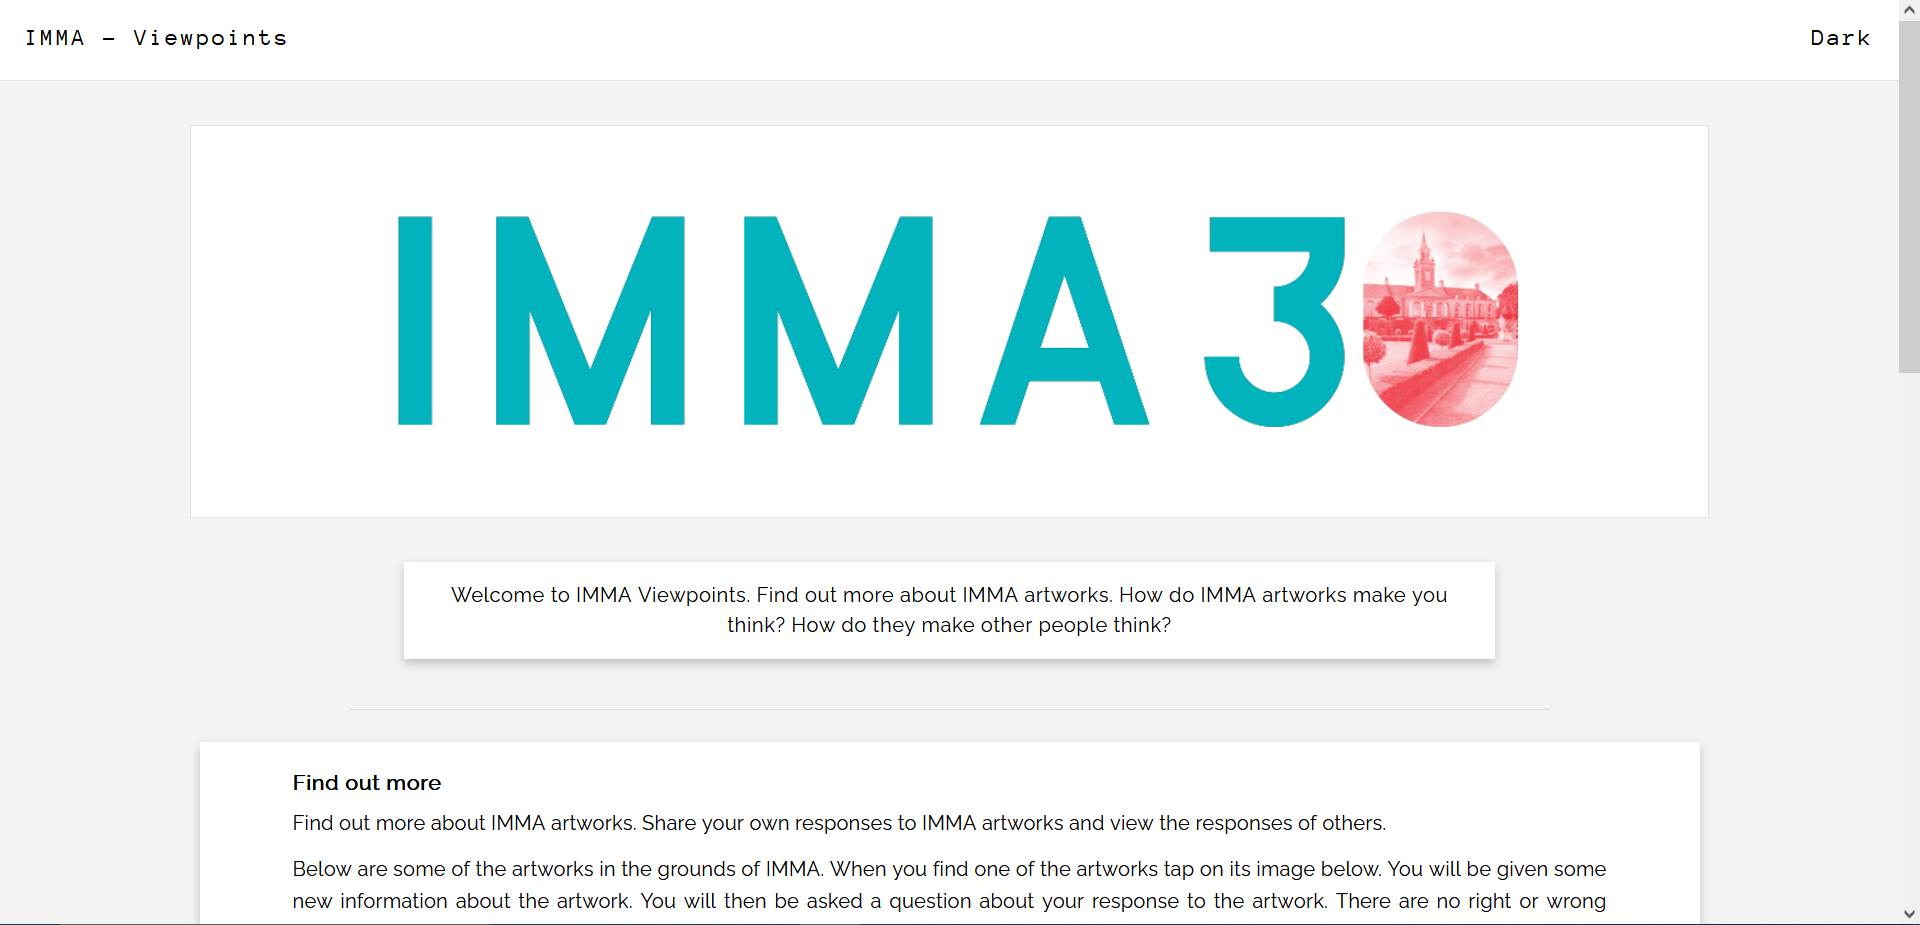 IMMA – Viewpoints
Dark
IMMA 30
Welcome to IMMA Viewpoints. Find out more about IMMA artworks. How do IMMA artworks make you
think? How do they make other people think?
Find out more
Find out more about IMMA artworks. Share your own responses to IMMA artworks and view the responses of others.
Below are some of the artworks in the grounds of IMMA. When you find one of the artworks tap on its image below. You will be given some
new information about the artwork. You will then be asked a question about your response to the artwork. There are no right or wrong